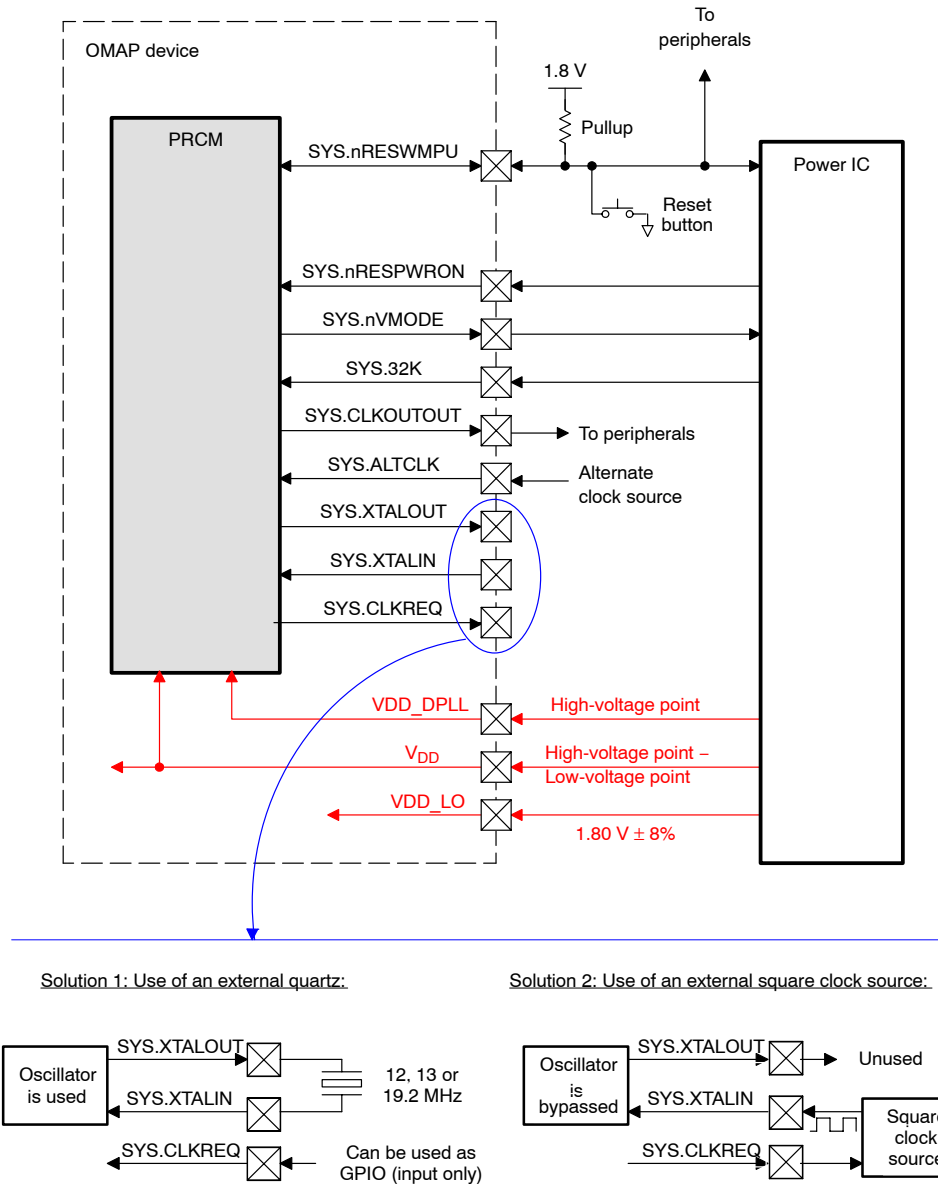 To
peripherals
OMAP device
1.8 V
Pullup
PRCM
SYS.nRESWMPU
Power IC
Reset
button
SYS.nRESPWRON
SYS.nVMODE
SYS.32K
SYS.CLKOUTOUT
To peripherals
SYS.ALTCLK
Alternate
clock source
SYS.XTALOUT
SYS.XTALIN
SYS.CLKREQ
VDD_DPLL
High-voltage point
VDD
High-voltage point –
Low-voltage point
VDD_LO
1.80 V ± 8%
Solution 1: Use of an external quartz:
Solution 2: Use of an external square clock source:
SYS.XTALOUT
Oscillator
is used
12, 13 or
19.2 MHz
SYS.XTALIN
SYS.CLKREQ
Can be used as
GPIO (input only)
SYS.XTALOUT
Unused
Oscillator
is
bypassed
SYS.XTALIN
Square
clock
source
SYS.CLKREQ